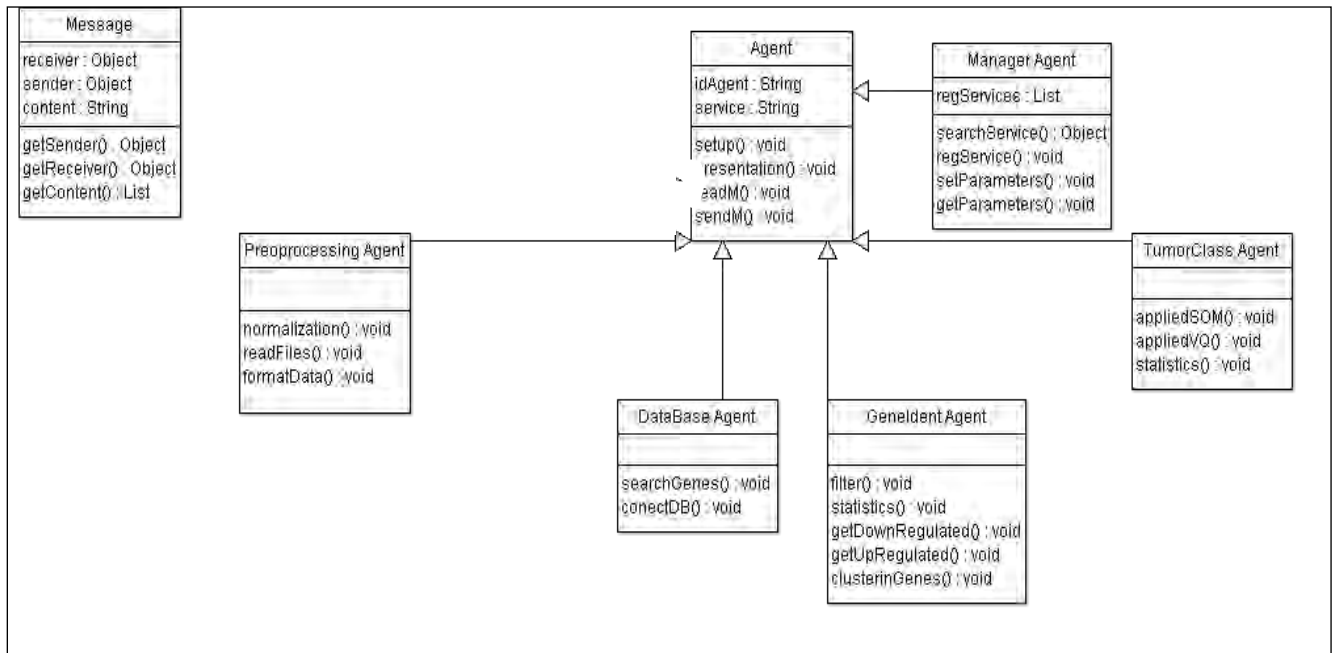 Message
receiver : Object
sender : Object
content : String
getSender() : Object
getReceiver() : Object
getContent() : List
Agent
idAgent : String
service : String
setup() : void
resentation() : void
eadM() : void
sendM() : void
Manager Agent
regServices : List
searchService() : Object
regService() : void
setParameters() : void
getParameters() : void
Preoprocessing Agent
normalization() : void
readFiles() : void
formatData() : void
TumorClass Agent
appliedSOM() : void
appliedVQ() : void
statistics() : void
DataBase Agent
searchGenes() : void
conectDB() : void
GeneIdent Agent
filter() : void
statistics() : void
getDownRegulated() : void
getUpRegulated() : void
clusterinGenes() : void